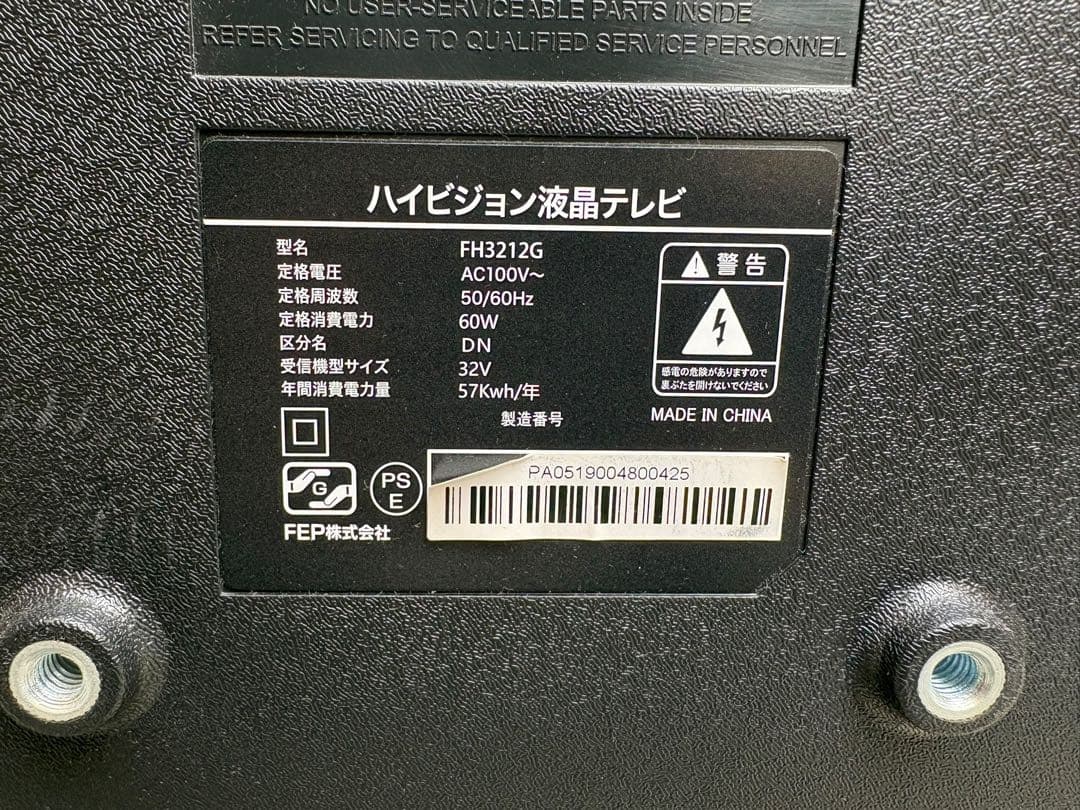 NO USER-SERVICEABLE PARTS INSIDE
REFER SERVICING TO QUALIFIED SERVICE PERSONNEL
ハイビジョン液晶テレビ
型名 FH3212G
定格電圧 AC100V～
定格周波数 50/60Hz
定格消費電力 60W
区分名 DN
受信機型サイズ 32V
年間消費電力量 57Kwh/年
製造番号
警告
感電の危険がありますので
裏ぶたを開けないでください
MADE IN CHINA
G
PS
E
FEP株式会社
PA0519004800425